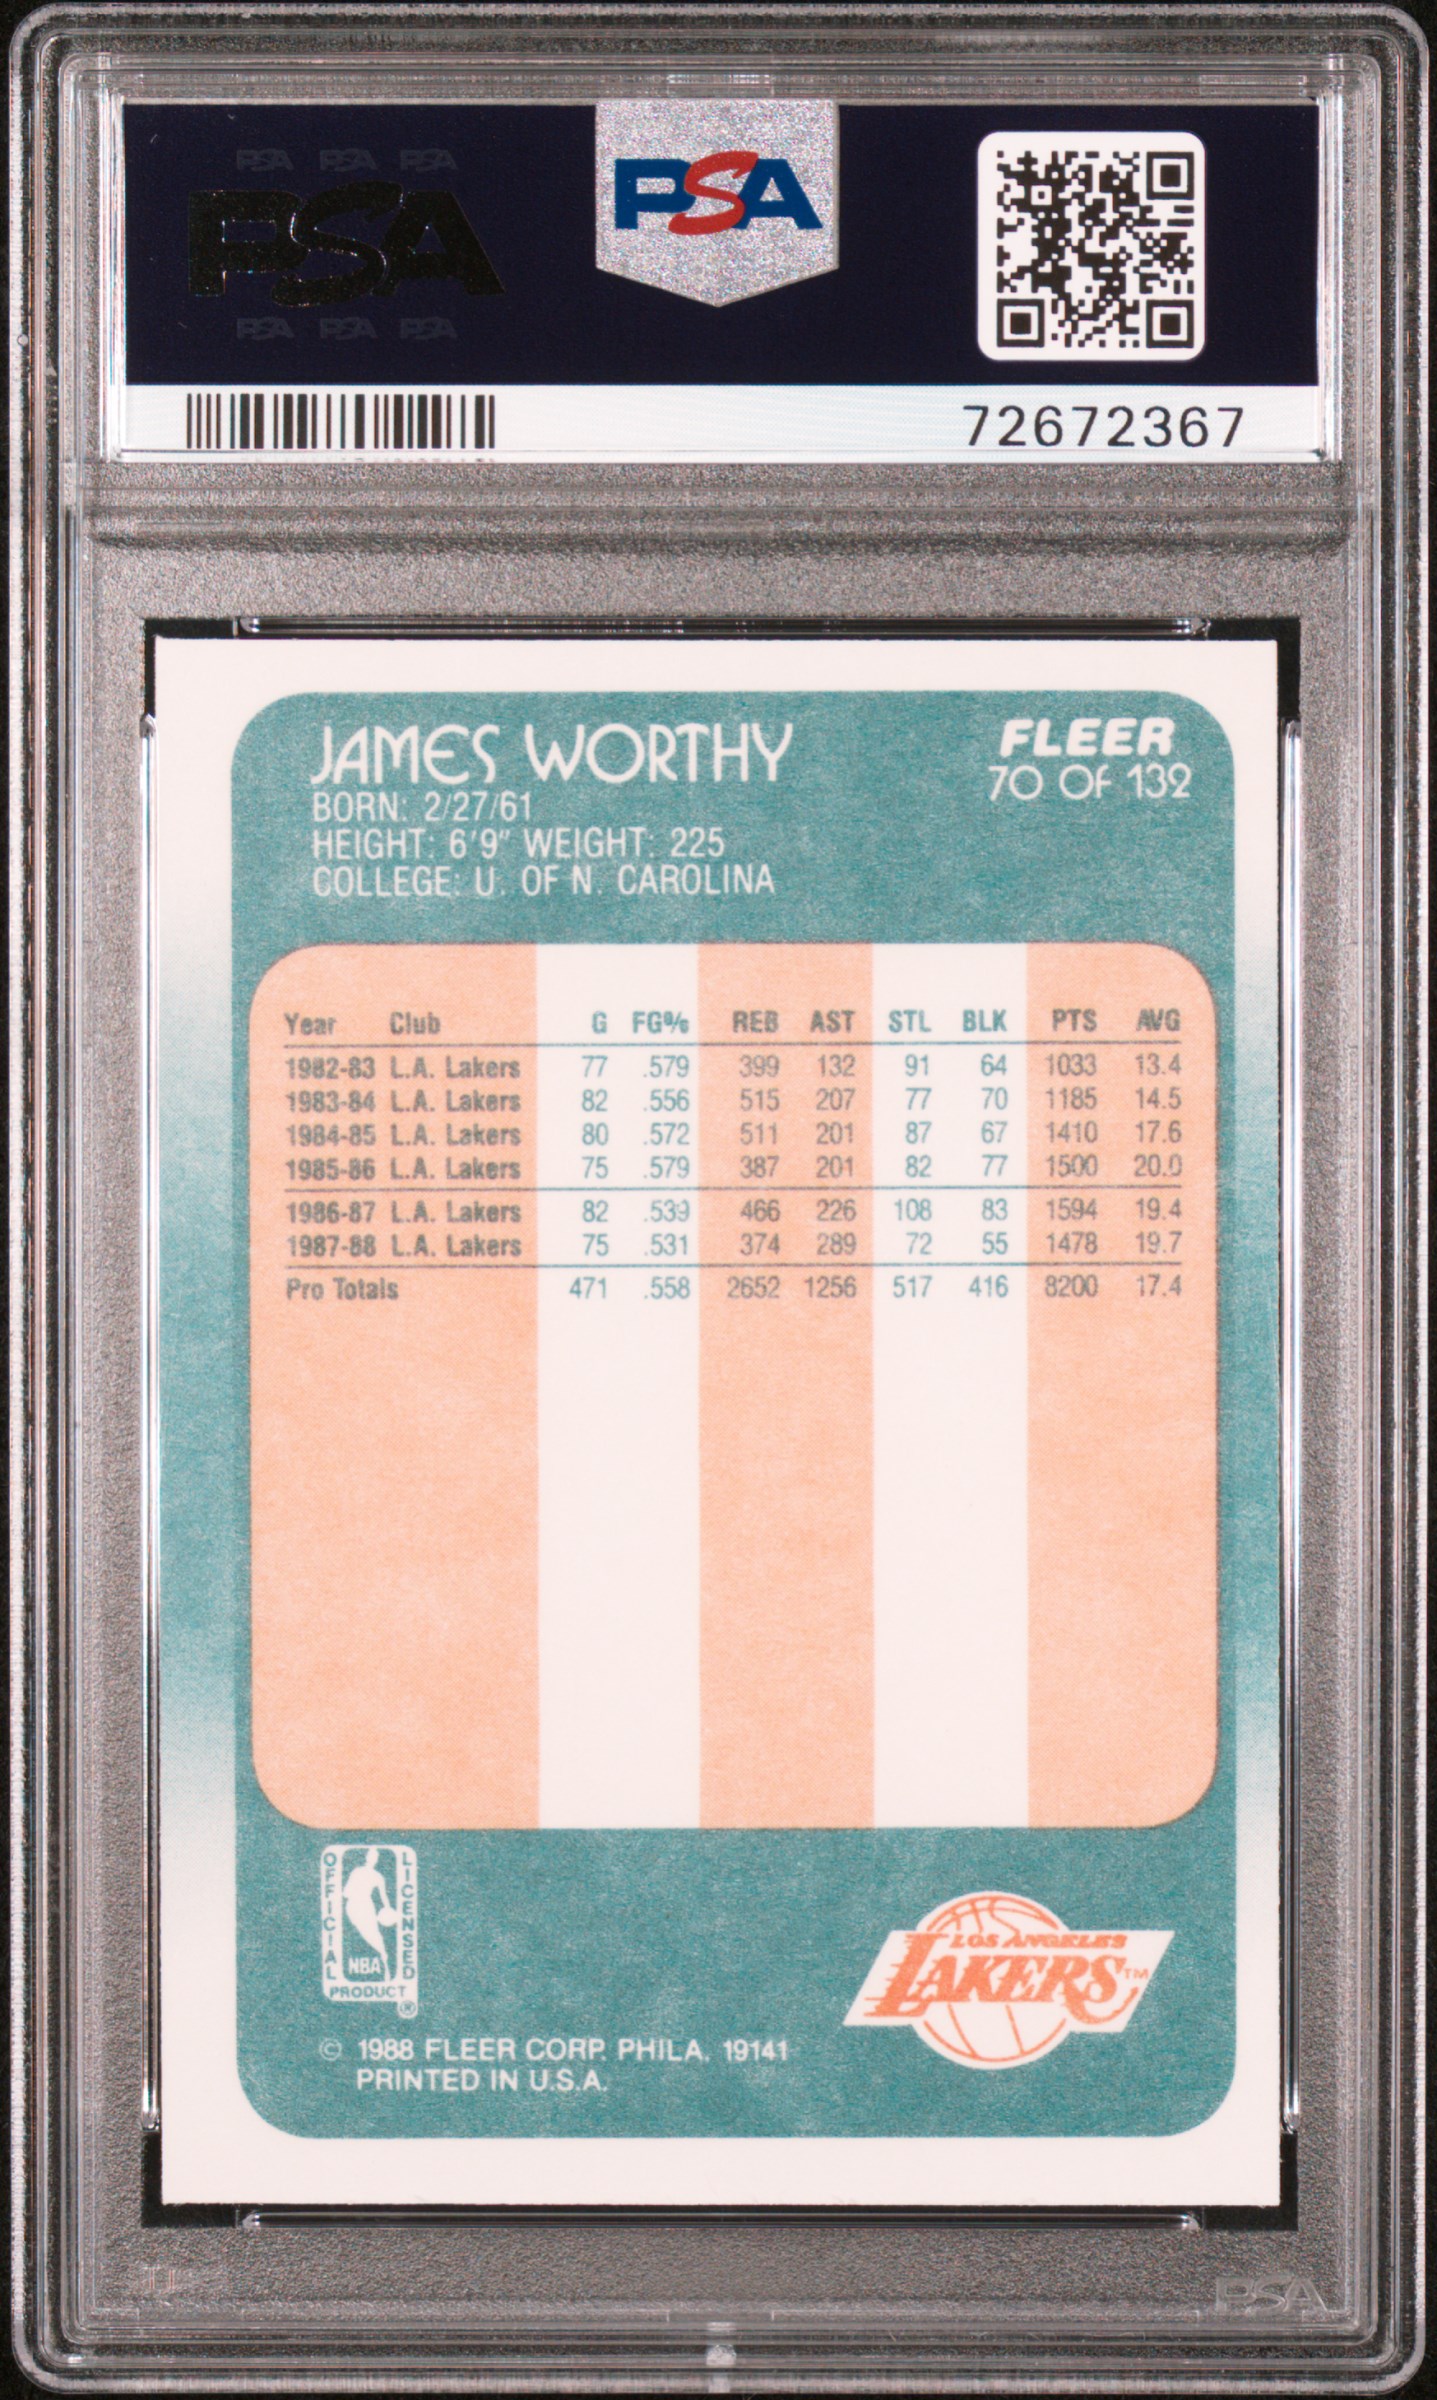 PSA PSA PSA
PSA
PSA PSA PSA
PSA
72672367
JAMES WORTHY
FLEER
70 OF 132
BORN: 2/27/61
HEIGHT: 6'9" WEIGHT: 225
COLLEGE: U. OF N. CAROLINA
Year Club G FG% REB AST STL BLK PTS AVG
1982-83 L.A. Lakers 77 .579 399 132 91 64 1033 13.4
1983-84 L.A. Lakers 82 .556 515 207 77 70 1185 14.5
1984-85 L.A. Lakers 80 .572 511 201 87 67 1410 17.6
1985-86 L.A. Lakers 75 .579 387 201 82 77 1500 20.0
1986-87 L.A. Lakers 82 .539 466 226 108 83 1594 19.4
1987-88 L.A. Lakers 75 .531 374 289 72 55 1478 19.7
Pro Totals 471 .558 2652 1256 517 416 8200 17.4
OFFICIAL LICENSED
NBA
PRODUCT
®
LOS ANGELES
LAKERS™
© 1988 FLEER CORP. PHILA. 19141
PRINTED IN U.S.A.
PSA